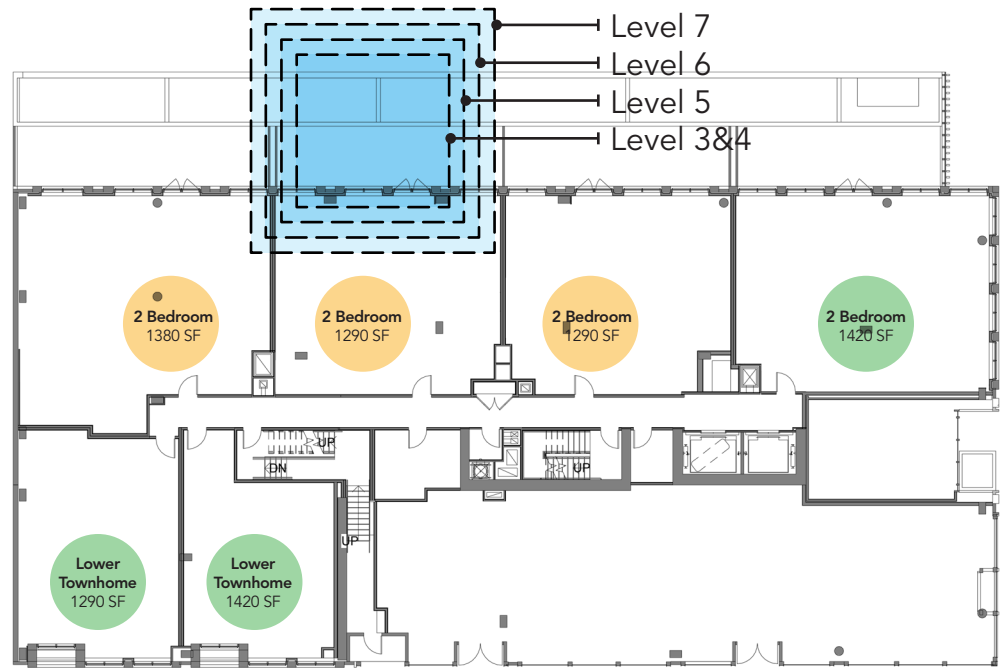 Level 7
Level 6
Level 5
Level 3&4
2 Bedroom
1380 SF
2 Bedroom
1290 SF
2 Bedroom
1290 SF
2 Bedroom
1420 SF
UP
DN
UP
UP
Lower
Townhome
1290 SF
Lower
Townhome
1420 SF